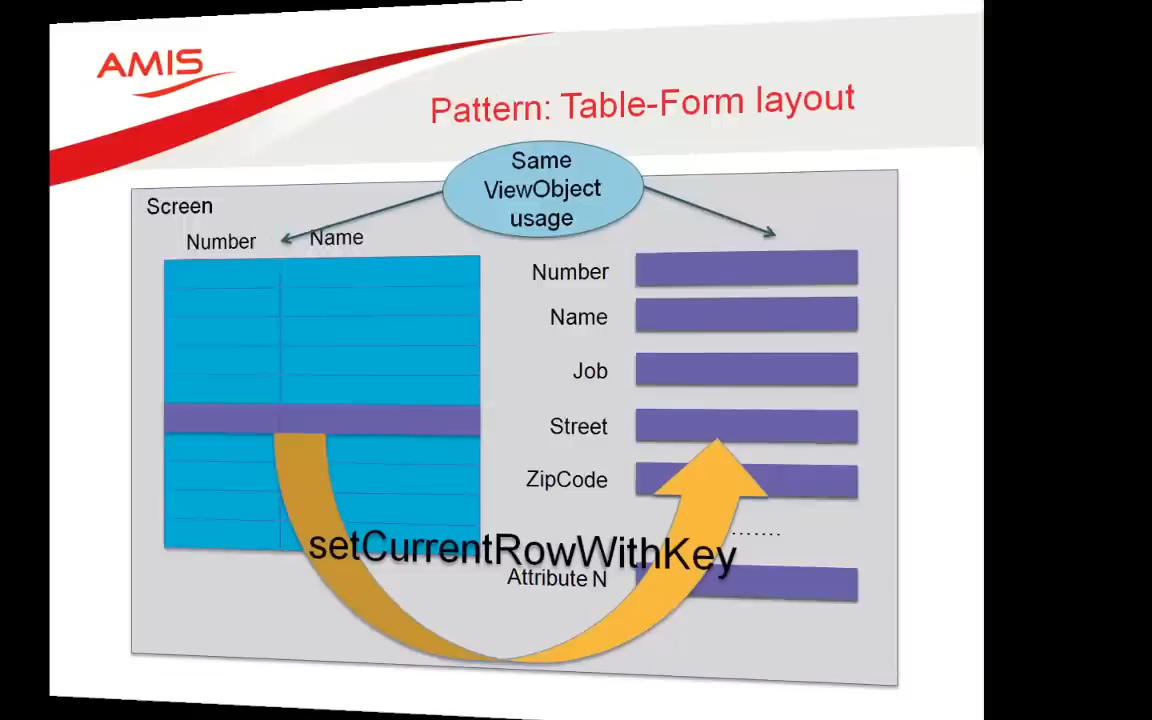 AMIS
Pattern: Table-Form layout
Same
ViewObject
usage
Screen
Number
Name
Number
Name
Job
Street
ZipCode
.......
setCurrentRowWithKey
Attribute N